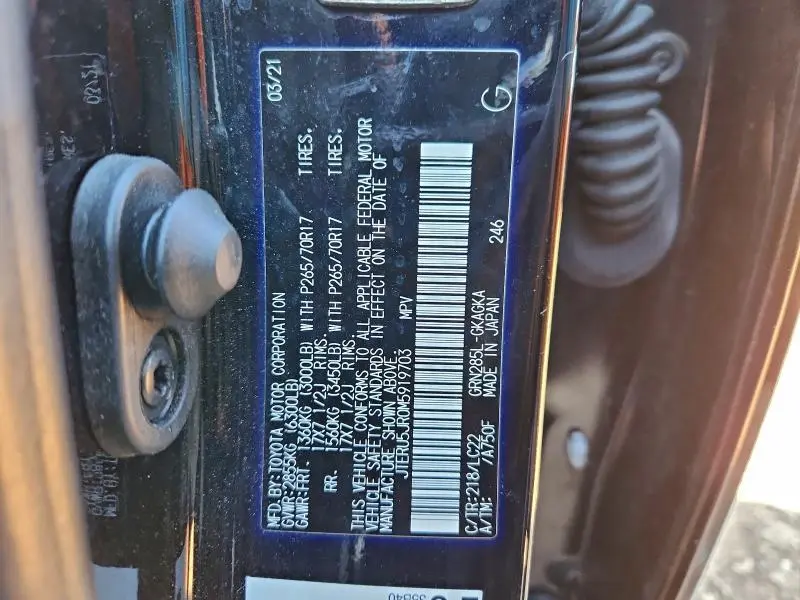 MFD.BY:TOYOTA MOTOR CORPORATION 03/21
GVWR:2855KG (6300LB)
GAWR:FRT. 1360KG (3000LB) WITH P265/70R17 TIRES.
17X7 1/2J RIMS,
RR. 1560KG (3450LB) WITH P265/70R17 TIRES.
17X7 1/2J RIMS,
THIS VEHICLE CONFORMS TO ALL APPLICABLE FEDERAL MOTOR
VEHICLE SAFETY STANDARDS IN EFFECT ON THE DATE OF
MANUFACTURE SHOWN ABOVE.
JTERU5JR0M5919703 MPV
C/TR:218/LC22 GRN285L-GKAGKA
A/TM: /A750F MADE IN JAPAN 246
G
35B40